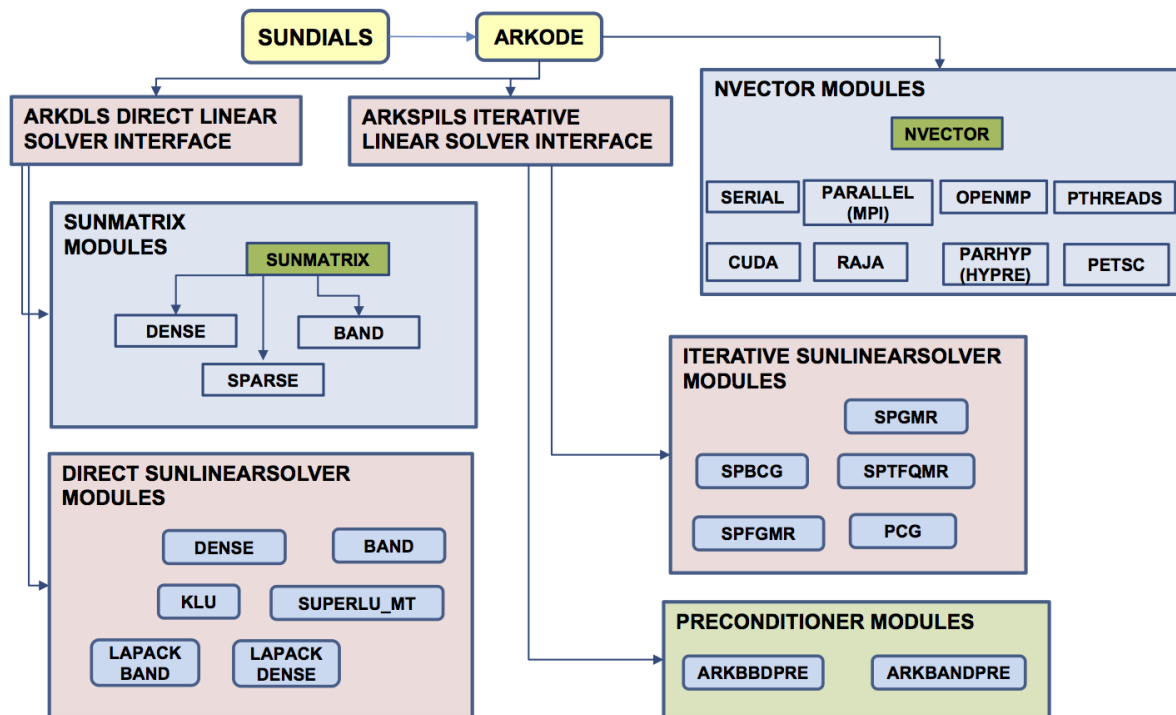 SUNDIALS
ARKODE
ARKDLS DIRECT LINEAR
SOLVER INTERFACE
ARKSPILS ITERATIVE
LINEAR SOLVER INTERFACE
NVECTOR MODULES
NVECTOR
SERIAL
PARALLEL
(MPI)
OPENMP
PTHREADS
CUDA
RAJA
PARHYP
(HYPRE)
PETSC
SUNMATRIX
MODULES
SUNMATRIX
DENSE
BAND
SPARSE
ITERATIVE SUNLINEARSOLVER
MODULES
SPGMR
SPBCG
SPTFQMR
SPFGMR
PCG
DIRECT SUNLINEARSOLVER
MODULES
DENSE
BAND
KLU
SUPERLU_MT
LAPACK
BAND
LAPACK
DENSE
PRECONDITIONER MODULES
ARKBBDPRE
ARKBANDPRE